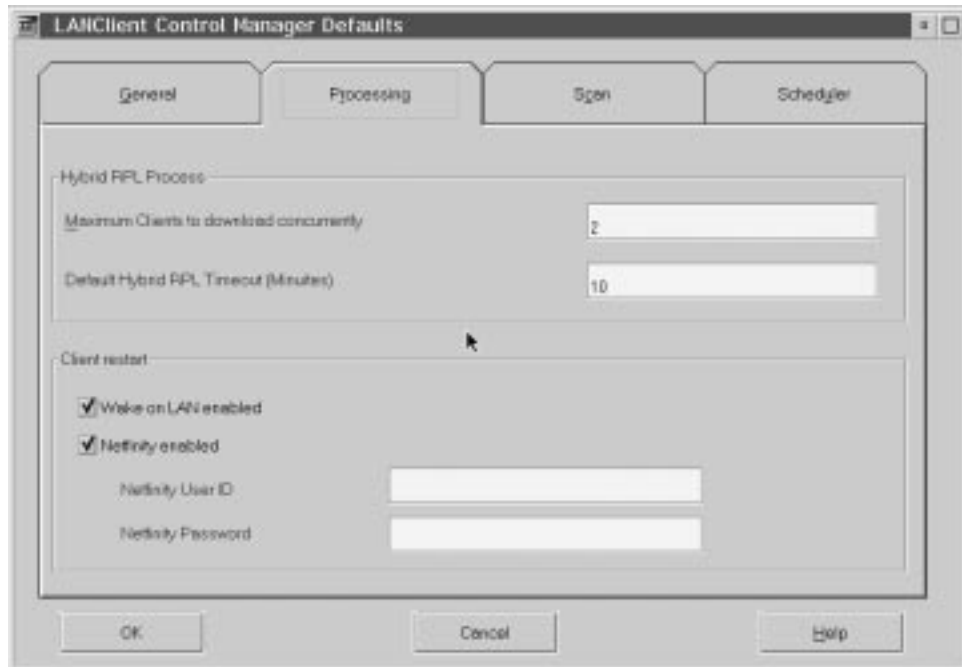 LANClient Control Manager Defaults
General
Processing
Scan
Scheduler
Hybrid RPL Process
Maximum Clients to download concurrently
2
Default Hybrid RPL Timeout (Minutes)
10
Client restart
Wake on LAN enabled
Netfinity enabled
Netfinity User ID
Netfinity Password
OK
Cancel
Help